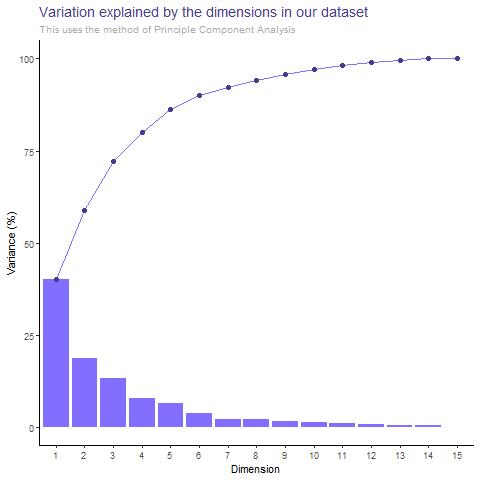 Variation explained by the dimensions in our dataset
This uses the method of Principle Component Analysis
100
75
50
25
0
Variance (%)
1 2 3 4 5 6 7 8 9 10 11 12 13 14 15
Dimension